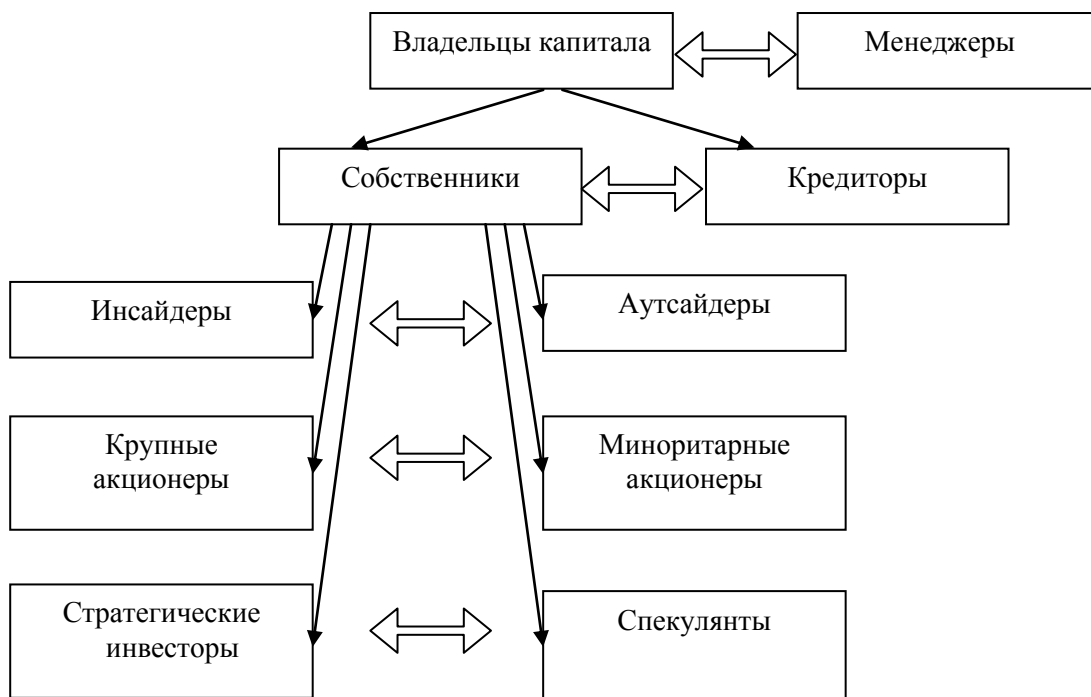 Владельцы капитала
Менеджеры
Собственники
Кредиторы
Инсайдеры
Аутсайдеры
Крупные
акционеры
Миноритарные
акционеры
Стратегические
инвесторы
Спекулянты